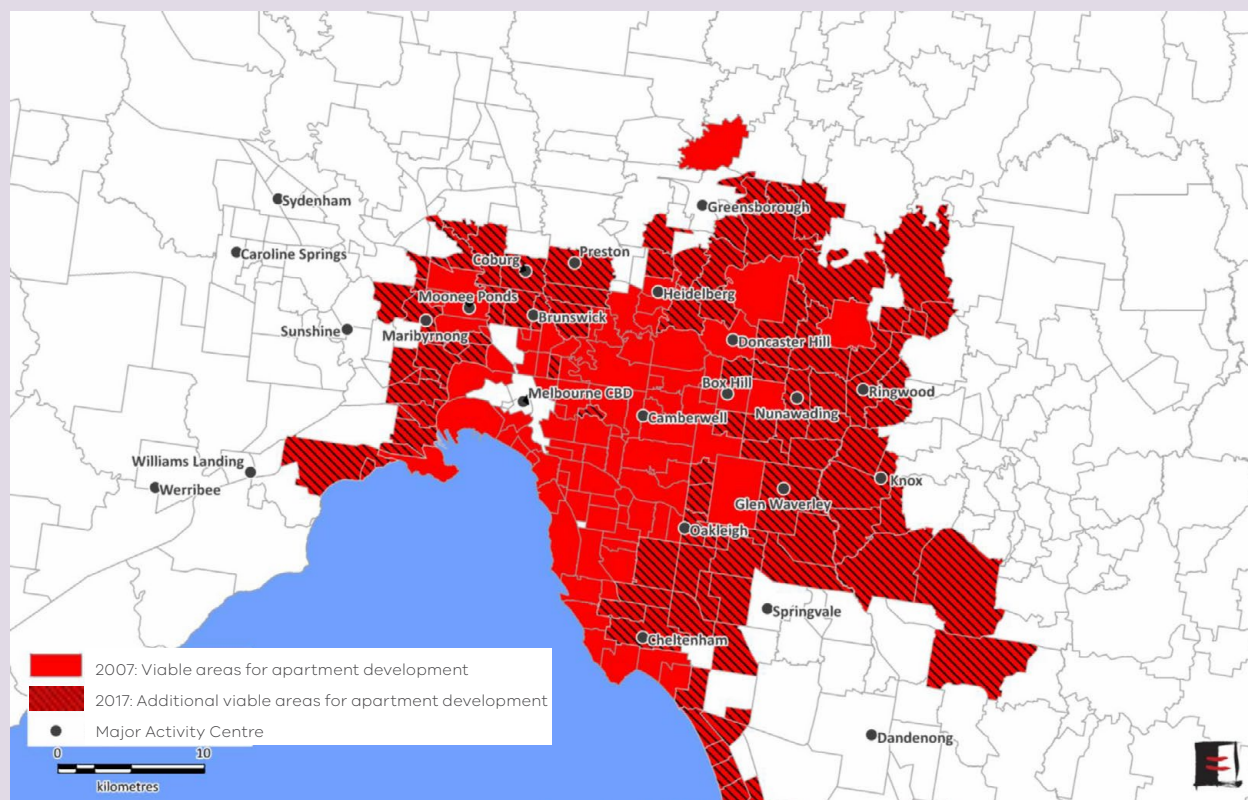 Greensborough
Sydenham
Caroline Springs
Coburg
Preston
Moonee Ponds
Heidelberg
Brunswick
Sunshine
Maribyrnong
Doncaster Hill
Box Hill
Melbourne CBD
Ringwood
Nunawading
Camberwell
Williams Landing
Werribee
Knox
Glen Waverley
Oakleigh
Springvale
Cheltenham
2007: Viable areas for apartment development
2017: Additional viable areas for apartment development
Major Activity Centre
Dandenong
0 10
kilometres